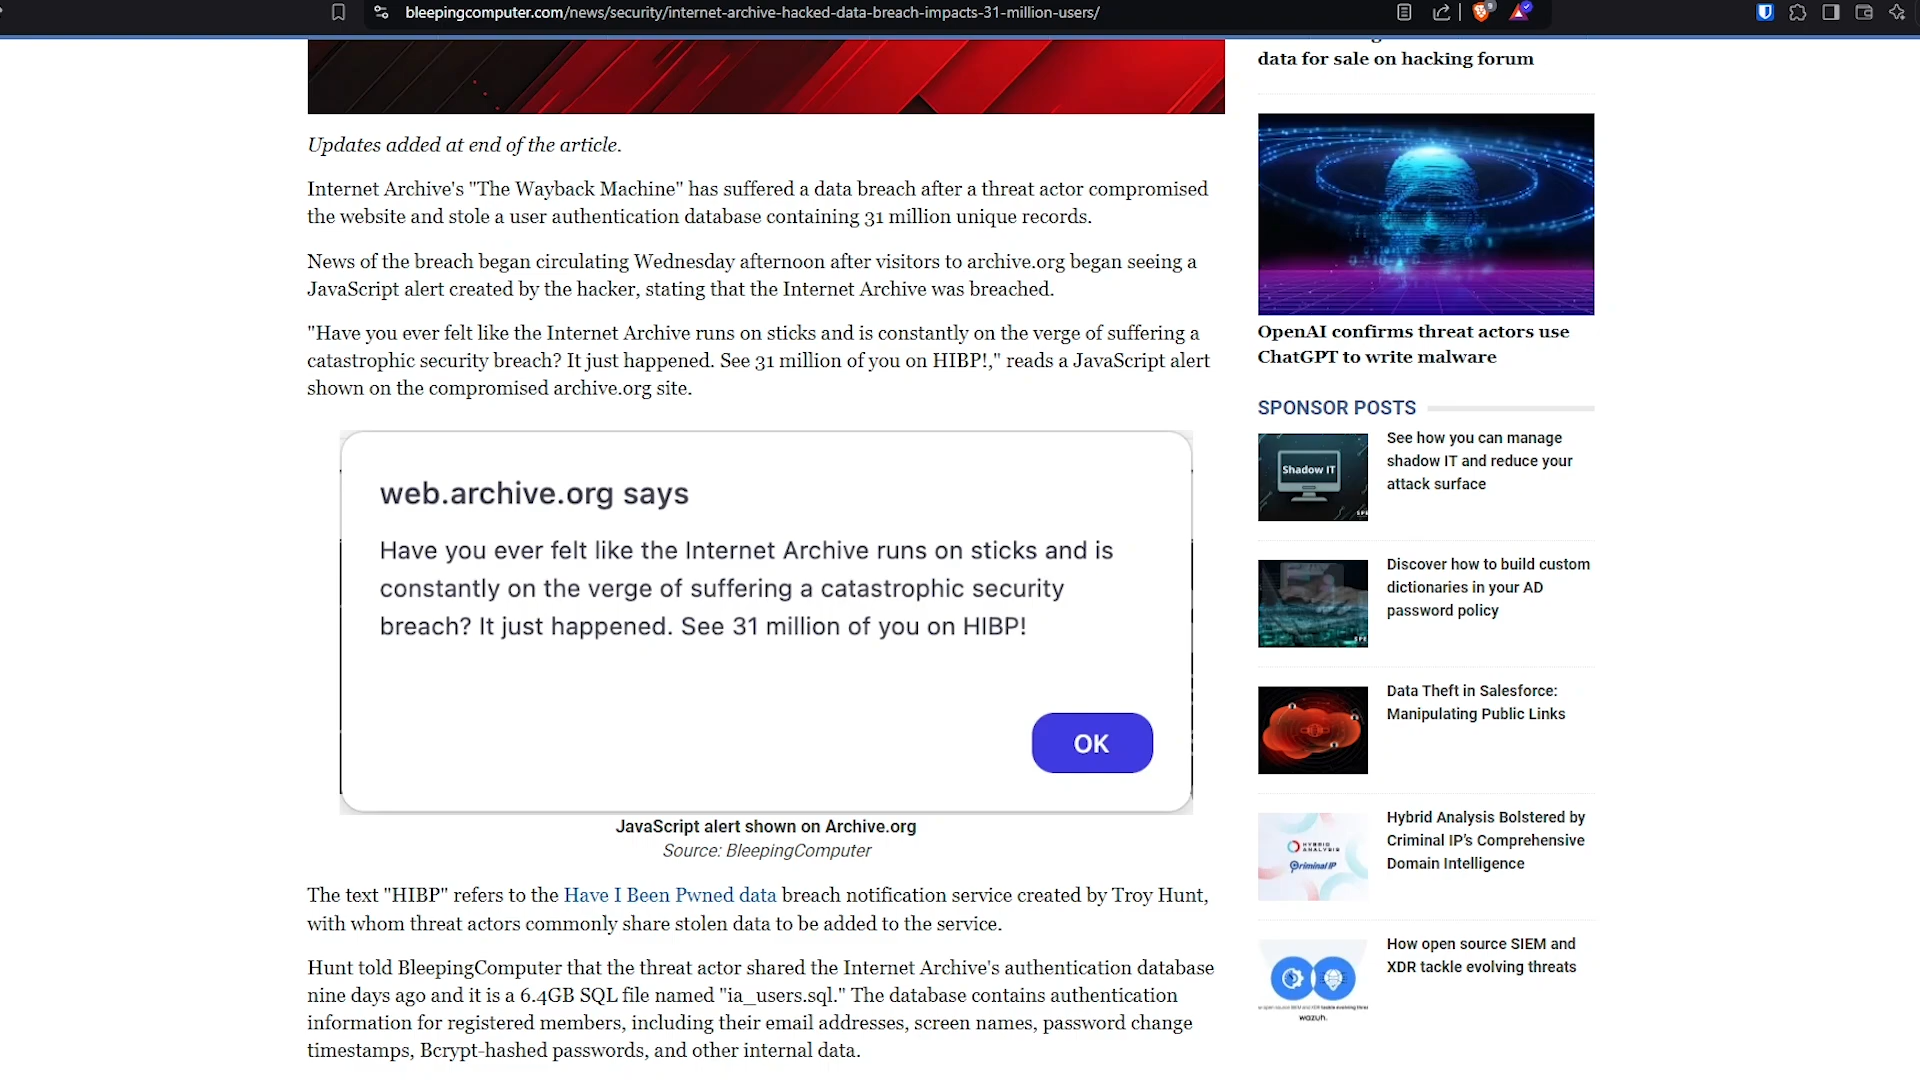 bleepingcomputer.com/news/security/internet-archive-hacked-data-breach-impacts-31-million-users/
Updates added at end of the article.
Internet Archive's "The Wayback Machine" has suffered a data breach after a threat actor compromised
the website and stole a user authentication database containing 31 million unique records.
News of the breach began circulating Wednesday afternoon after visitors to archive.org began seeing a
JavaScript alert created by the hacker, stating that the Internet Archive was breached.
"Have you ever felt like the Internet Archive runs on sticks and is constantly on the verge of suffering a
catastrophic security breach? It just happened. See 31 million of you on HIBP!," reads a JavaScript alert
shown on the compromised archive.org site.
web.archive.org says
Have you ever felt like the Internet Archive runs on sticks and is
constantly on the verge of suffering a catastrophic security
breach? It just happened. See 31 million of you on HIBP!
OK
JavaScript alert shown on Archive.org
Source: BleepingComputer
The text "HIBP" refers to the Have I Been Pwned data breach notification service created by Troy Hunt,
with whom threat actors commonly share stolen data to be added to the service.
Hunt told BleepingComputer that the threat actor shared the Internet Archive's authentication database
nine days ago and it is a 6.4GB SQL file named "ia_users.sql." The database contains authentication
information for registered members, including their email addresses, screen names, password change
timestamps, Bcrypt-hashed passwords, and other internal data.
data for sale on hacking forum
OpenAI confirms threat actors use
ChatGPT to write malware
SPONSOR POSTS
Shadow IT
See how you can manage
shadow IT and reduce your
attack surface
Discover how to build custom
dictionaries in your AD
password policy
Data Theft in Salesforce:
Manipulating Public Links
HYBRID
ANALYSIS
Criminal IP
Hybrid Analysis Bolstered by
Criminal IP's Comprehensive
Domain Intelligence
How open source SIEM and
XDR tackle evolving threats
wazuh.